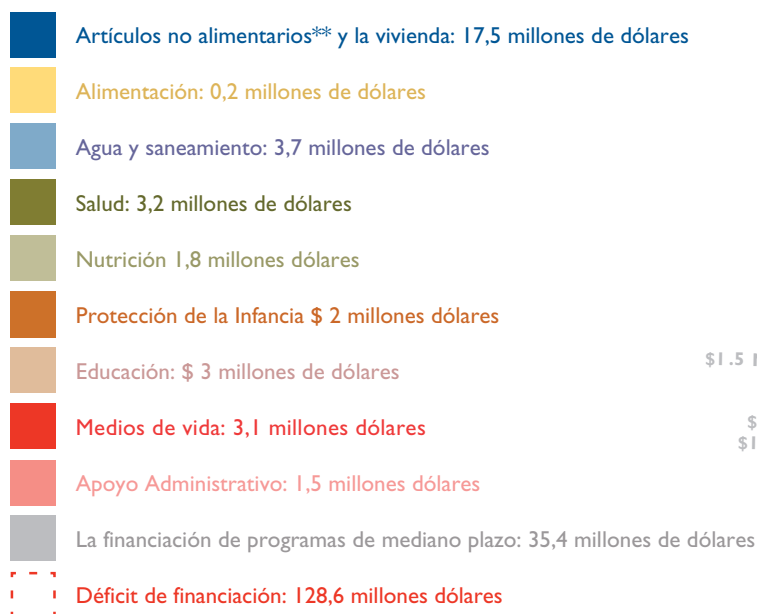 Artículos no alimentarios** y la vivienda: 17,5 millones de dólares
Alimentación: 0,2 millones de dólares
Agua y saneamiento: 3,7 millones de dólares
Salud: 3,2 millones de dólares
Nutrición 1,8 millones dólares
Protección de la Infancia $ 2 millones dólares
$1.5
Educación: $ 3 millones de dólares
$
Medios de vida: 3,1 millones dólares
$1
Apoyo Administrativo: 1,5 millones dólares
La financiación de programas de mediano plazo: 35,4 millones de dólares
Déficit de financiación: 128,6 millones dólares